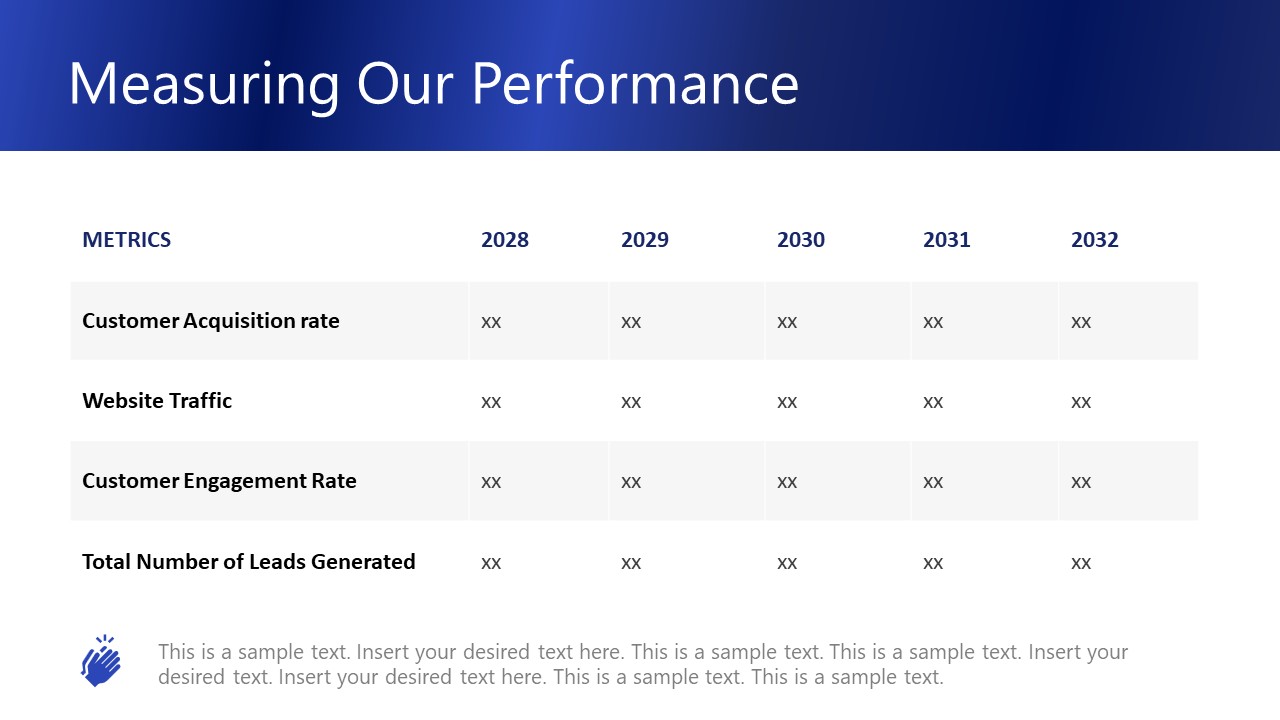 Measuring Our Performance
METRICS 2028 2029 2030 2031 2032
Customer Acquisition rate xx xx xx xx xx
Website Traffic xx xx xx xx xx
Customer Engagement Rate xx xx xx xx xx
Total Number of Leads Generated xx xx xx xx xx
This is a sample text. Insert your desired text here. This is a sample text. This is a sample text. Insert your
desired text. Insert your desired text here. This is a sample text. This is a sample text.